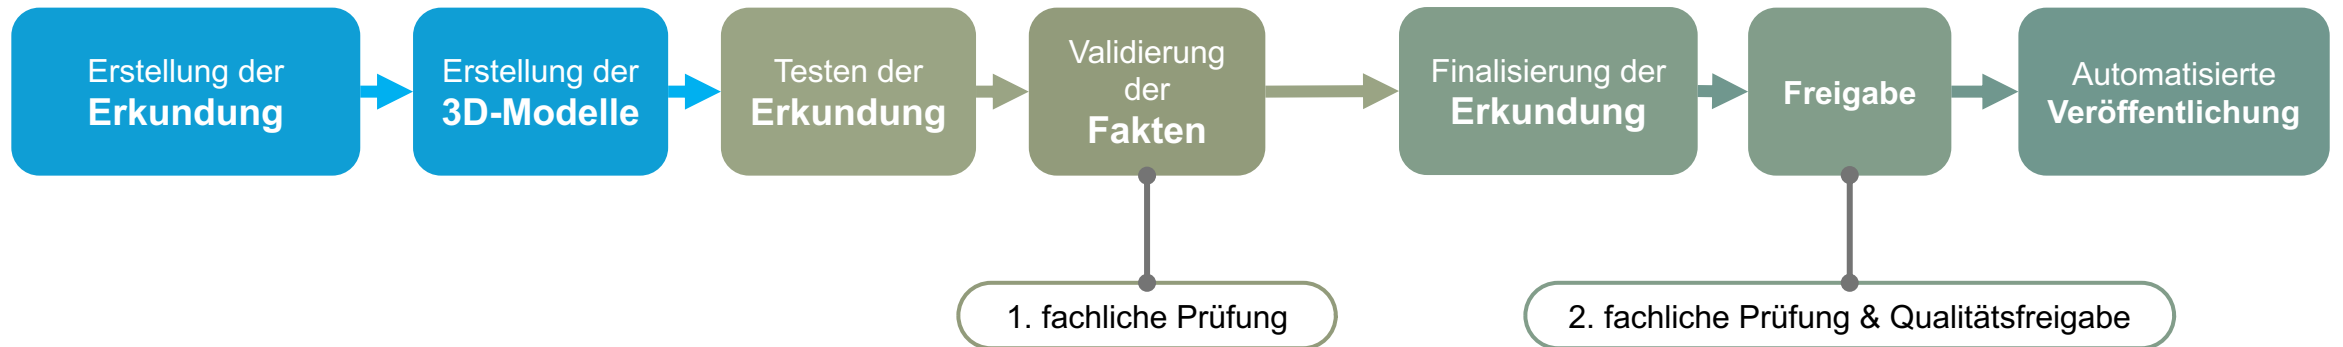 Erstellung der
Erkundung
Erstellung der
3D-Modelle
Testen der
Erkundung
Validierung
der
Fakten
Finalisierung der
Erkundung
Freigabe
Automatisierte
Veröffentlichung
1. fachliche Prüfung
2. fachliche Prüfung & Qualitätsfreigabe